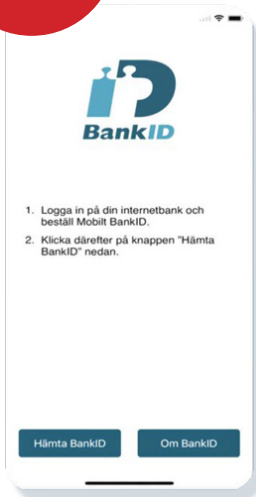 BankID
1. Logga in på din internetbank och
beställ Mobilt BankID.
2. Klicka därefter på knappen "Hämta
BankID" nedan.
Hämta BankID
Om BankID